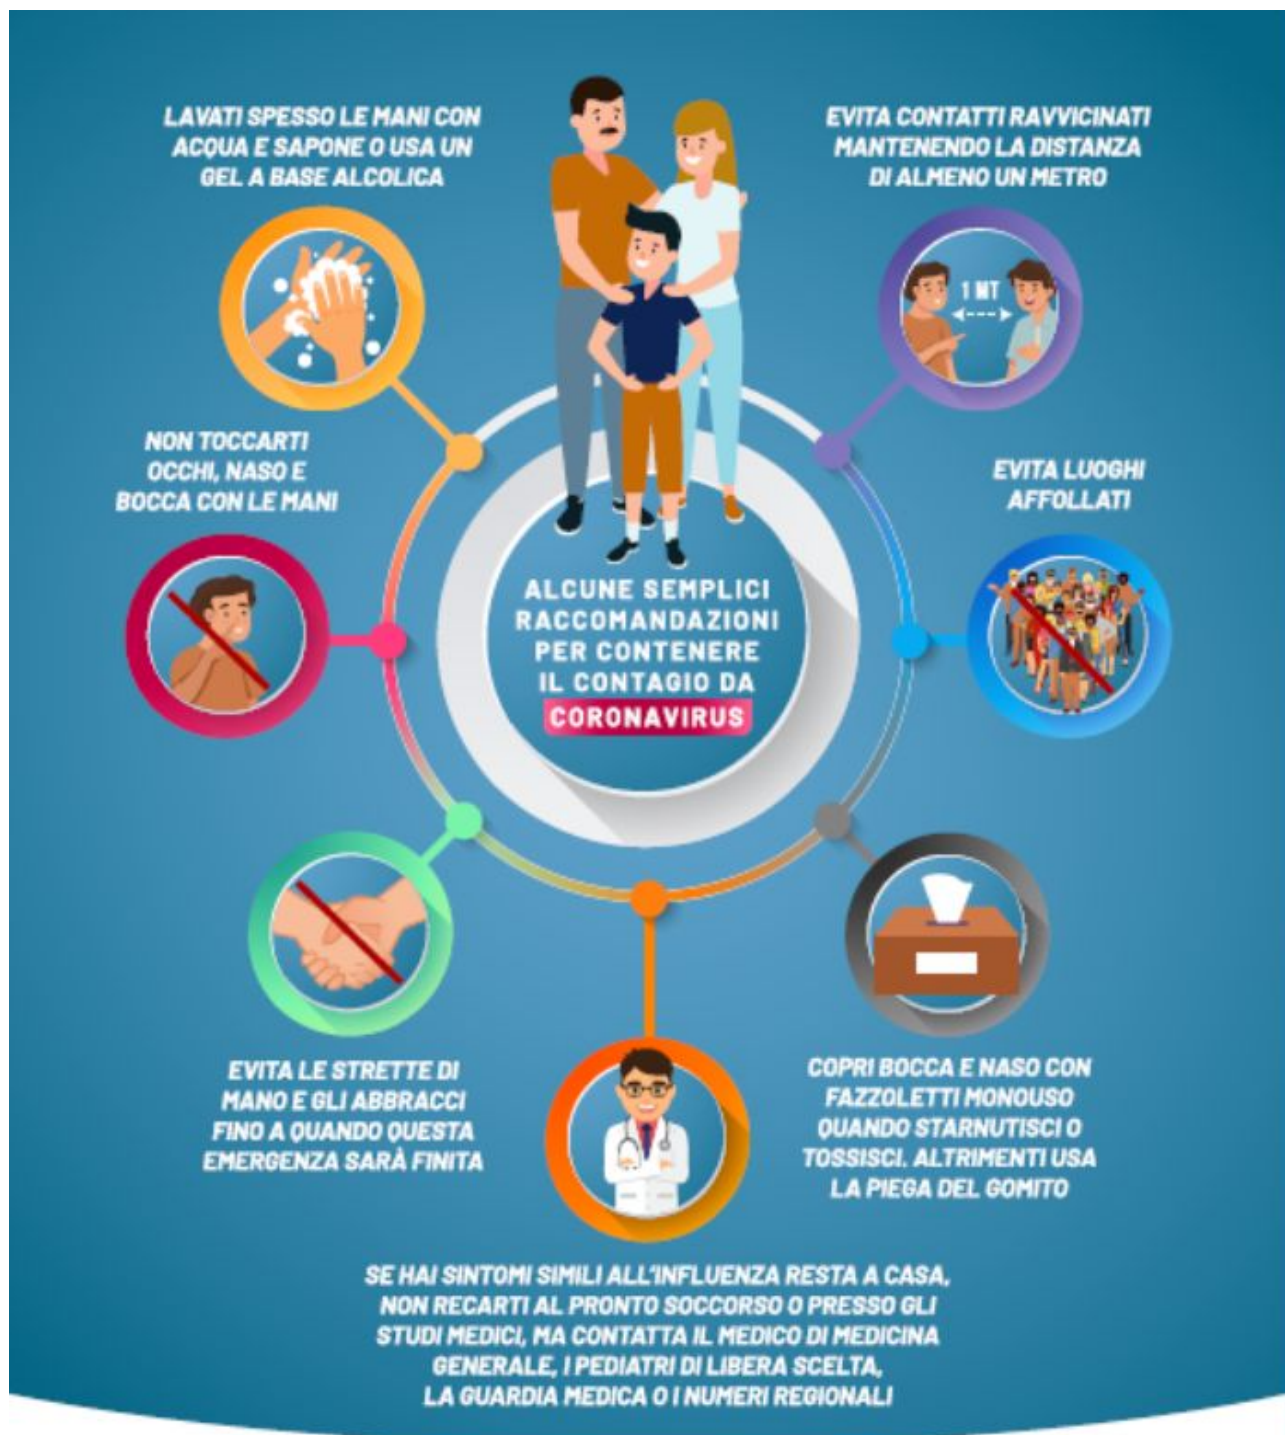 LAVATI SPESSO LE MANI CON
ACQUA E SAPONE O USA UN
GEL A BASE ALCOLICA
EVITA CONTATTI RAVVICINATI
MANTENENDO LA DISTANZA
DI ALMENO UN METRO
1 MT
NON TOCCARTI
OCCHI, NASO E
BOCCA CON LE MANI
EVITA LUOGHI
AFFOLLATI
ALCUNE SEMPLICI
RACCOMANDAZIONI
PER CONTENERE
IL CONTAGIO DA
CORONAVIRUS
EVITA LE STRETTE DI
MANO E GLI ABBRACCI
FINO A QUANDO QUESTA
EMERGENZA SARÀ FINITA
COPRI BOCCA E NASO CON
FAZZOLETTI MONOUSO
QUANDO STARNUTISCI O
TOSSISCI. ALTRIMENTI USA
LA PIEGA DEL GOMITO
SE HAI SINTOMI SIMILI ALL'INFLUENZA RESTA A CASA,
NON RECARTI AL PRONTO SOCCORSO O PRESSO GLI
STUDI MEDICI, MA CONTATTA IL MEDICO DI MEDICINA
GENERALE, I PEDIATRI DI LIBERA SCELTA,
LA GUARDIA MEDICA O I NUMERI REGIONALI